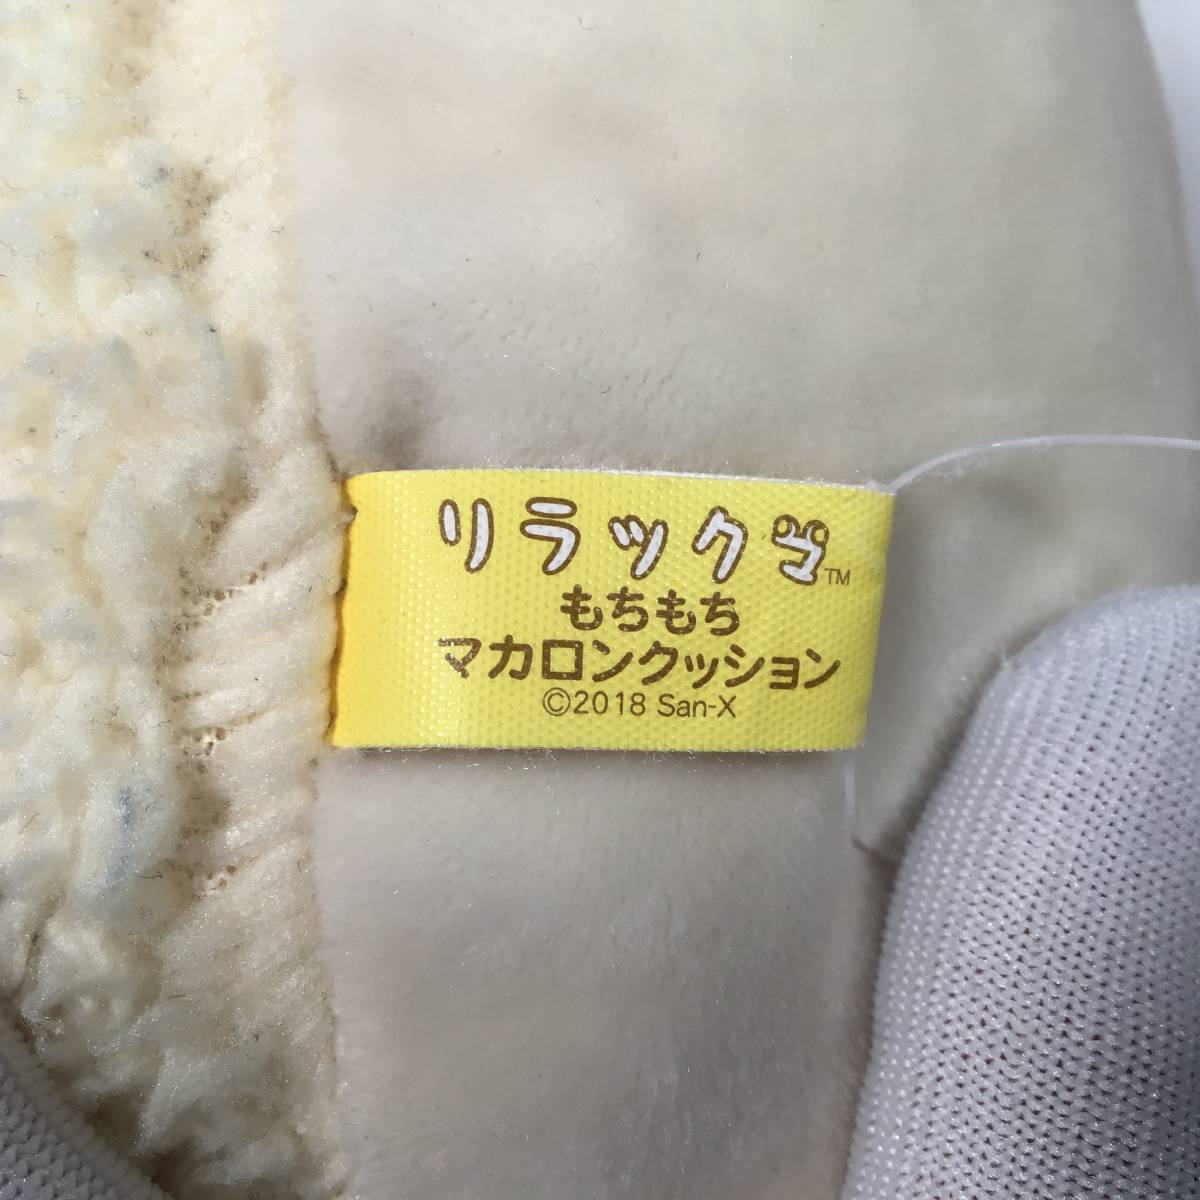 リラックマ™
もちもち
マカロンクッション
©2018 San-X